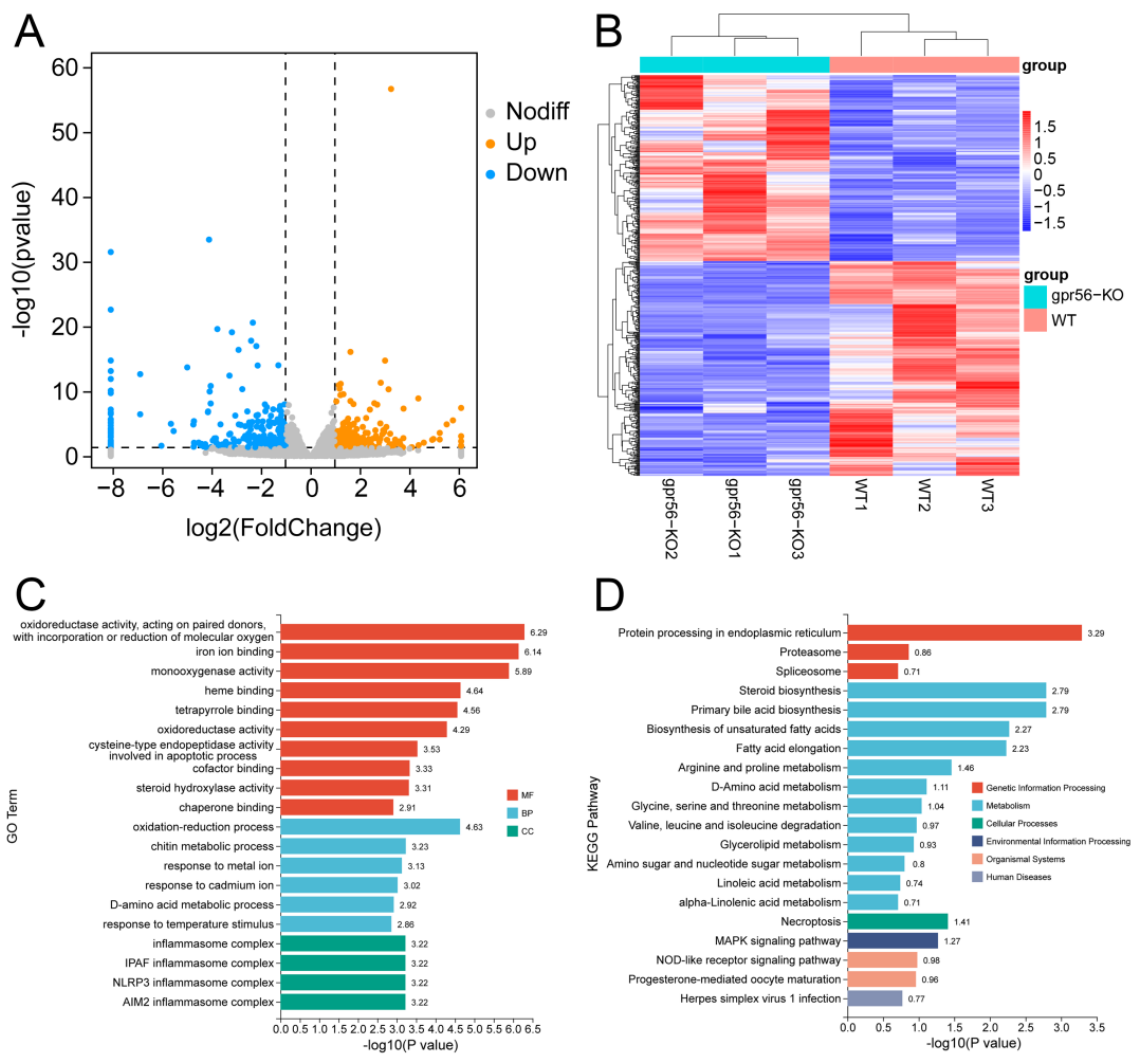 A
60
50
40
30
20
10
0
-log10(pvalue)
−8
−6
−4
−2
0
2
4
6
log2(FoldChange)
Nodiff
Up
Down
B
group
1.5
1
0.5
0
−0.5
−1
−1.5
group
gpr56−KO
WT
gpr56−KO2
gpr56−KO1
gpr56−KO3
WT1
WT2
WT3
C
GO Term
oxidoreductase activity, acting on paired donors,
with incorporation or reduction of molecular oxygen
6.29
iron ion binding
6.14
monooxygenase activity
5.89
heme binding
4.64
tetrapyrrole binding
4.56
oxidoreductase activity
4.29
cysteine-type endopeptidase activity
involved in apoptotic process
3.53
cofactor binding
3.33
steroid hydroxylase activity
3.31
chaperone binding
2.91
oxidation-reduction process
4.63
chitin metabolic process
3.23
response to metal ion
3.13
response to cadmium ion
3.02
D-amino acid metabolic process
2.92
response to temperature stimulus
2.86
inflammasome complex
3.22
IPAF inflammasome complex
3.22
NLRP3 inflammasome complex
3.22
AIM2 inflammasome complex
3.22
MF
BP
CC
0.0 0.5 1.0 1.5 2.0 2.5 3.0 3.5 4.0 4.5 5.0 5.5 6.0 6.5
-log10(P value)
D
KEGG Pathway
Protein processing in endoplasmic reticulum
3.29
Proteasome
0.86
Spliceosome
0.71
Steroid biosynthesis
2.79
Primary bile acid biosynthesis
2.79
Biosynthesis of unsaturated fatty acids
2.27
Fatty acid elongation
2.23
Arginine and proline metabolism
1.46
D-Amino acid metabolism
1.11
Glycine, serine and threonine metabolism
1.04
Valine, leucine and isoleucine degradation
0.97
Glycerolipid metabolism
0.93
Amino sugar and nucleotide sugar metabolism
0.8
Linoleic acid metabolism
0.74
alpha-Linolenic acid metabolism
0.71
Necroptosis
1.41
MAPK signaling pathway
1.27
NOD-like receptor signaling pathway
0.98
Progesterone-mediated oocyte maturation
0.96
Herpes simplex virus 1 infection
0.77
Genetic Information Processing
Metabolism
Cellular Processes
Environmental Information Processing
Organismal Systems
Human Diseases
0.0 0.5 1.0 1.5 2.0 2.5 3.0 3.5
-log10(P value)